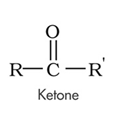 O
R—C—R'
Ketone